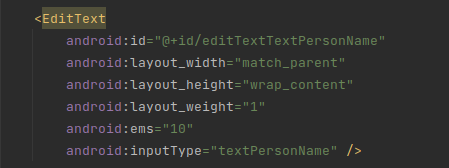 <EditText
android:id="@+id/editTextTextPersonName"
android:layout_width="match_parent"
android:layout_height="wrap_content"
android:layout_weight="1"
android:ems="10"
android:inputType="textPersonName" />